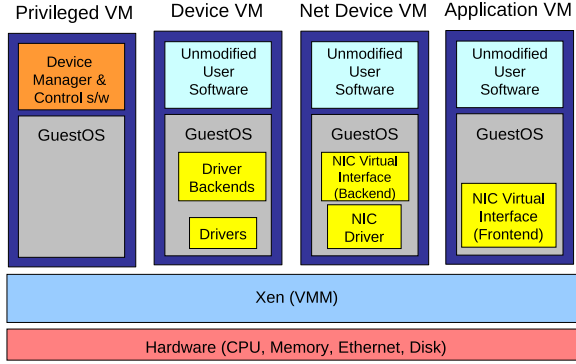 Privileged VM
Device VM
Net Device VM
Application VM
Device
Manager &
Control s/w
GuestOS
Unmodified
User
Software
GuestOS
Driver
Backends
Drivers
Unmodified
User
Software
GuestOS
NIC Virtual
Interface
(Backend)
NIC
Driver
Unmodified
User
Software
GuestOS
NIC Virtual
Interface
(Frontend)
Xen (VMM)
Hardware (CPU, Memory, Ethernet, Disk)